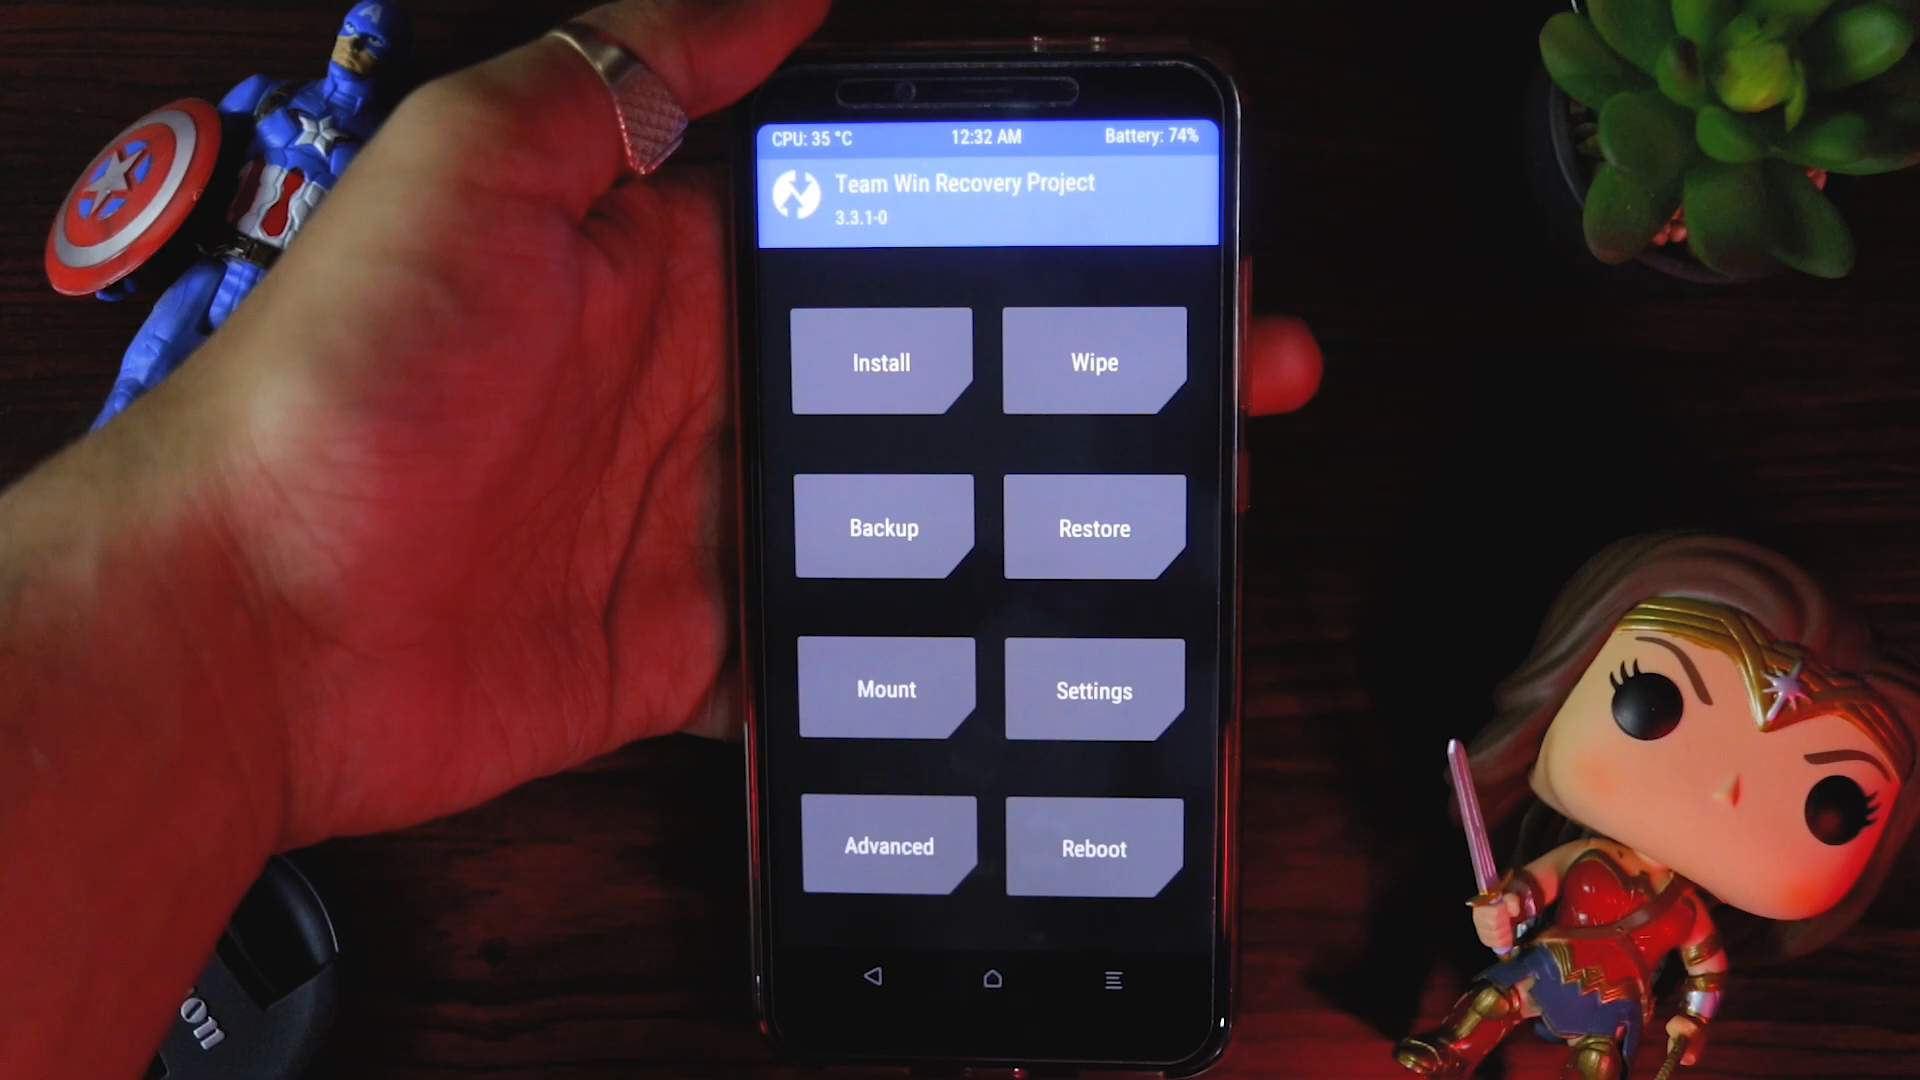 CPU: 35 °C 12:32 AM Battery: 74%
Team Win Recovery Project
3.3.1-0
Install Wipe
Backup Restore
Mount Settings
Advanced Reboot
A